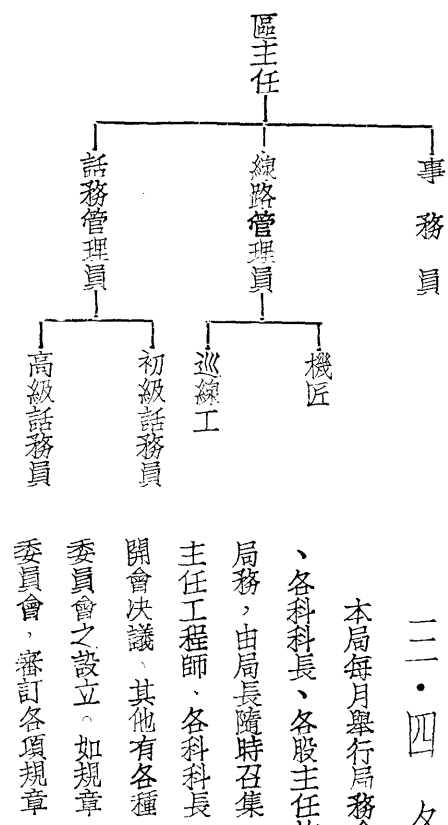 區主任
事務員
線路管理員
機匠
巡線工
話務管理員
初級話務員
高級話務員
三・四
本局每月舉行局務
、各科科長、各股主任
局務，由局長隨時召集
主任工程師、各科科長
開會決議、其他有各種
委員會之設立。如規章
委員會，審訂各項規章